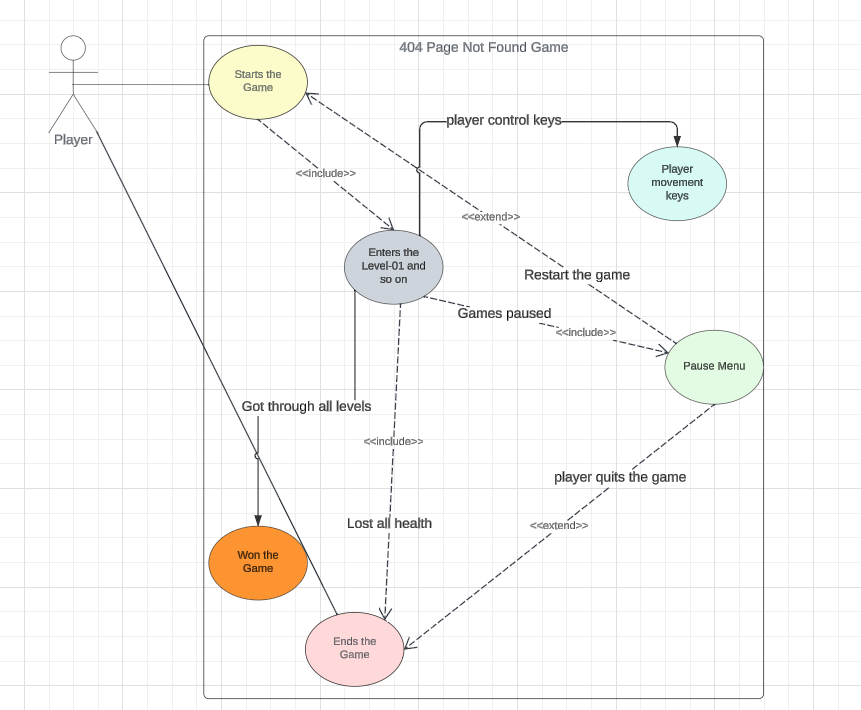 404 Page Not Found Game
Starts the
Game
Player
player control keys
<<include>>
Player
movement
keys
<<extend>>
Enters the
Level-01 and
so on
Restart the game
Games paused
<<include>>
Pause Menu
Got through all levels
<<include>>
player quits the game
Lost all health
<<extend>>
Won the
Game
Ends the
Game